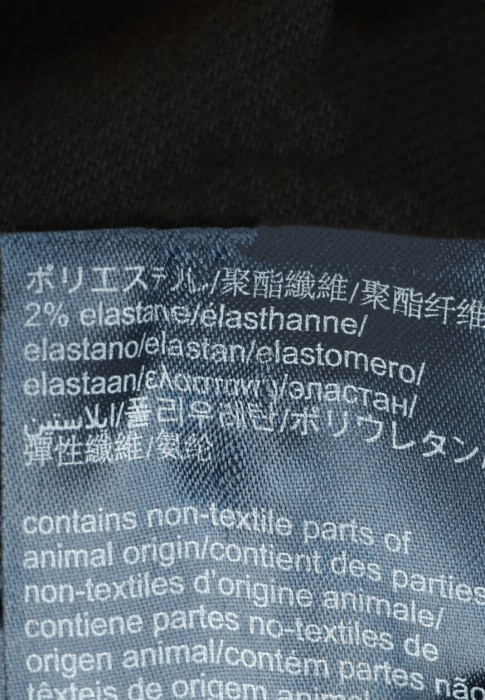 ポリエステル/聚酯纖維/聚酯纤维
2% elastane/élasthanne/
elastano/elastan/elastomero/
elastaan/ελαστανη/эластан/
ايلاستين/폴리우레탄/ポリウレタン/
彈性纖維/氨纶
contains non-textile parts of
animal origin/contient des parties
non-textiles d'origine animale/
contiene partes no-textiles de
origen animal/contém partes não
têxteis de origem animal